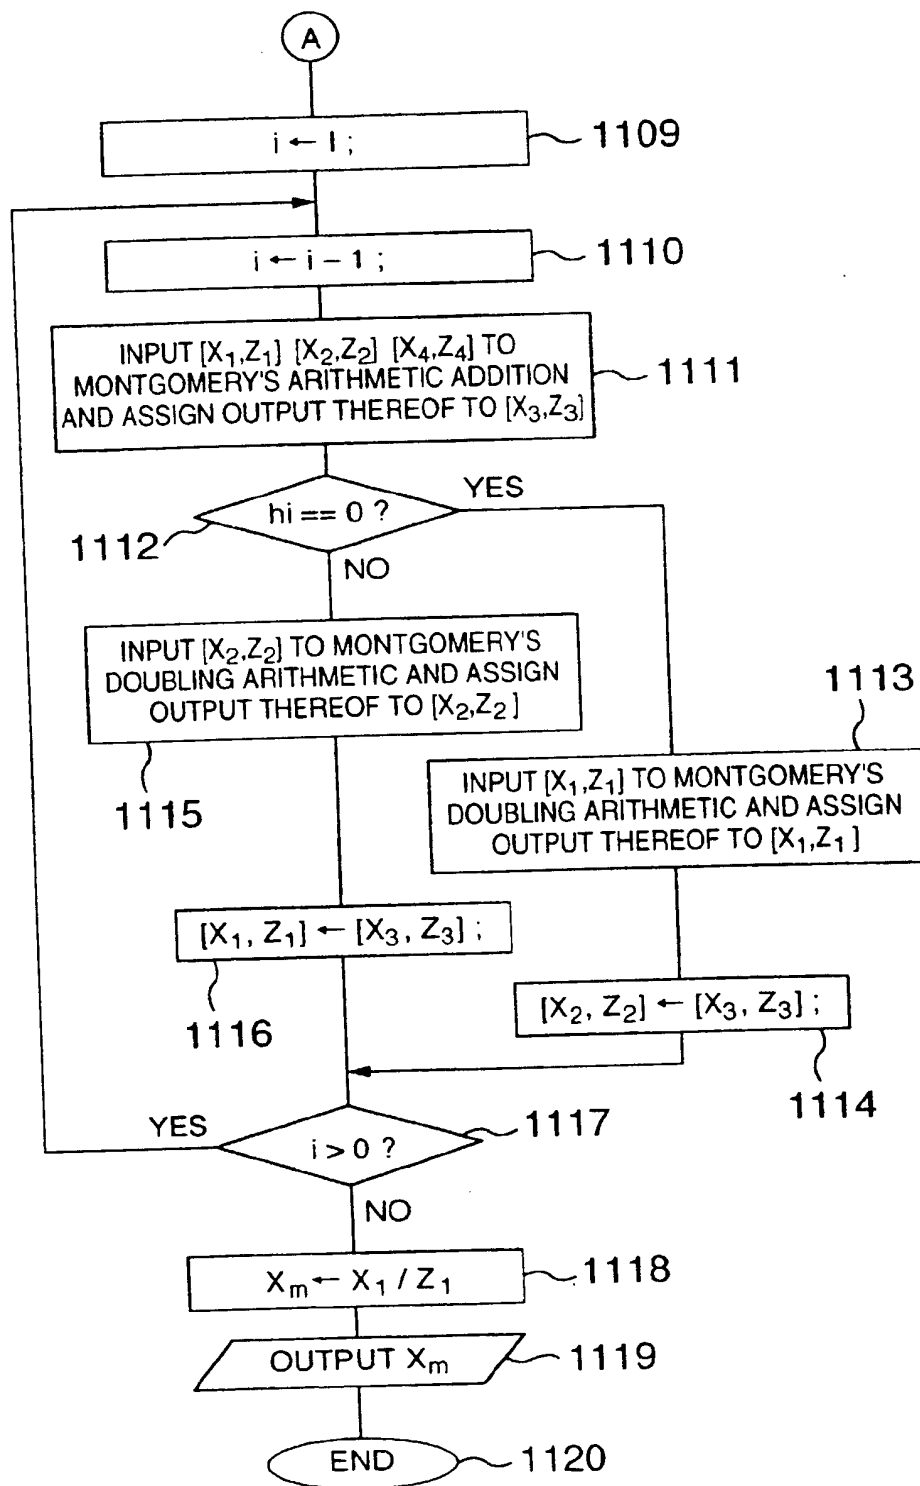 A
i ← l ;
1109
i ← i – 1 ;
1110
INPUT [X₁,Z₁] [X₂,Z₂] [X₄,Z₄] TO
MONTGOMERY'S ARITHMETIC ADDITION
AND ASSIGN OUTPUT THEREOF TO [X₃,Z₃]
1111
hi == 0 ?
YES
1112
NO
INPUT [X₂,Z₂] TO MONTGOMERY'S
DOUBLING ARITHMETIC AND ASSIGN
OUTPUT THEREOF TO [X₂,Z₂]
1115
1113
INPUT [X₁,Z₁] TO MONTGOMERY'S
DOUBLING ARITHMETIC AND ASSIGN
OUTPUT THEREOF TO [X₁,Z₁]
[X₁, Z₁] ← [X₃, Z₃] ;
1116
[X₂, Z₂] ← [X₃, Z₃] ;
1114
YES
i > 0 ?
1117
NO
Xₘ ← X₁ / Z₁
1118
OUTPUT Xₘ
1119
END
1120